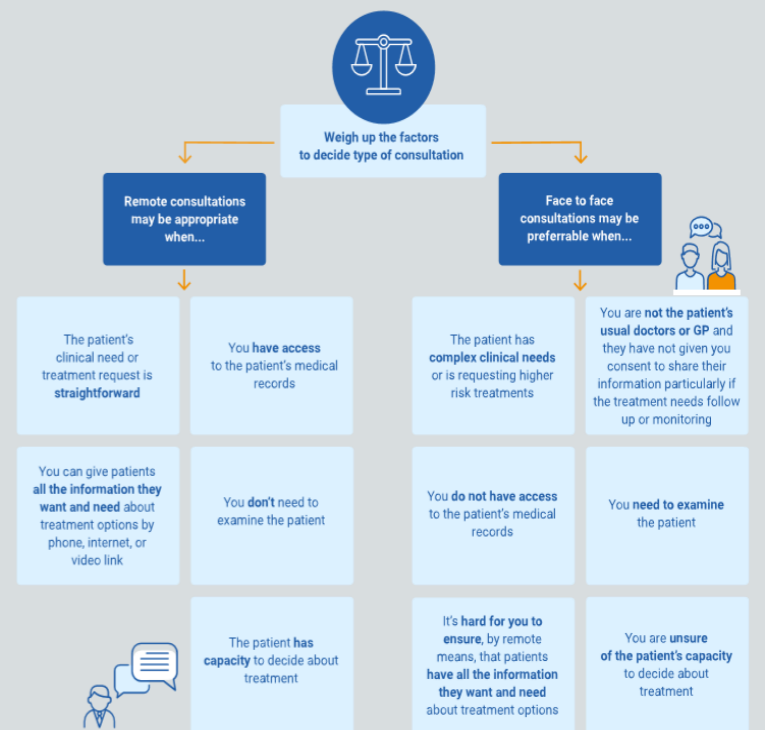 Weigh up the factors
to decide type of consultation
Remote consultations
may be appropriate
when...
Face to face
consultations may be
preferrable when...
The patient's
clinical need or
treatment request is
straightforward
You have access
to the patient's medical
records
The patient has
complex clinical needs
or is requesting higher
risk treatments
You are not the patient's
usual doctors or GP and
they have not given you
consent to share their
information particularly if
the treatment needs follow
up or monitoring
You can give patients
all the information they
want and need about
treatment options by
phone, internet, or
video link
You don't need to
examine the patient
You do not have access
to the patient's medical
records
You need to examine
the patient
The patient has
capacity to decide about
treatment
It's hard for you to
ensure, by remote
means, that patients
have all the information
they want and need
about treatment options
You are unsure
of the patient's capacity
to decide about
treatment